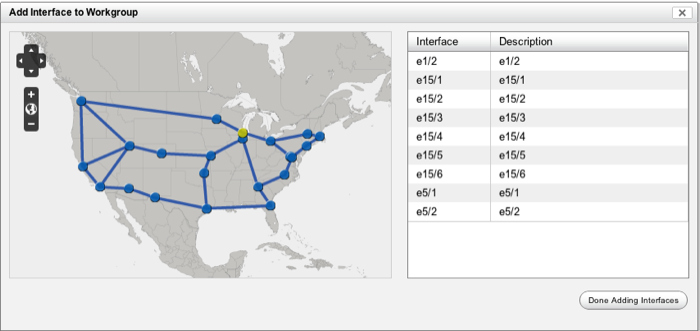 Add Interface to Workgroup
Interface Description
e1/2 e1/2
e15/1 e15/1
e15/2 e15/2
e15/3 e15/3
e15/4 e15/4
e15/5 e15/5
e15/6 e15/6
e5/1 e5/1
e5/2 e5/2
Done Adding Interfaces